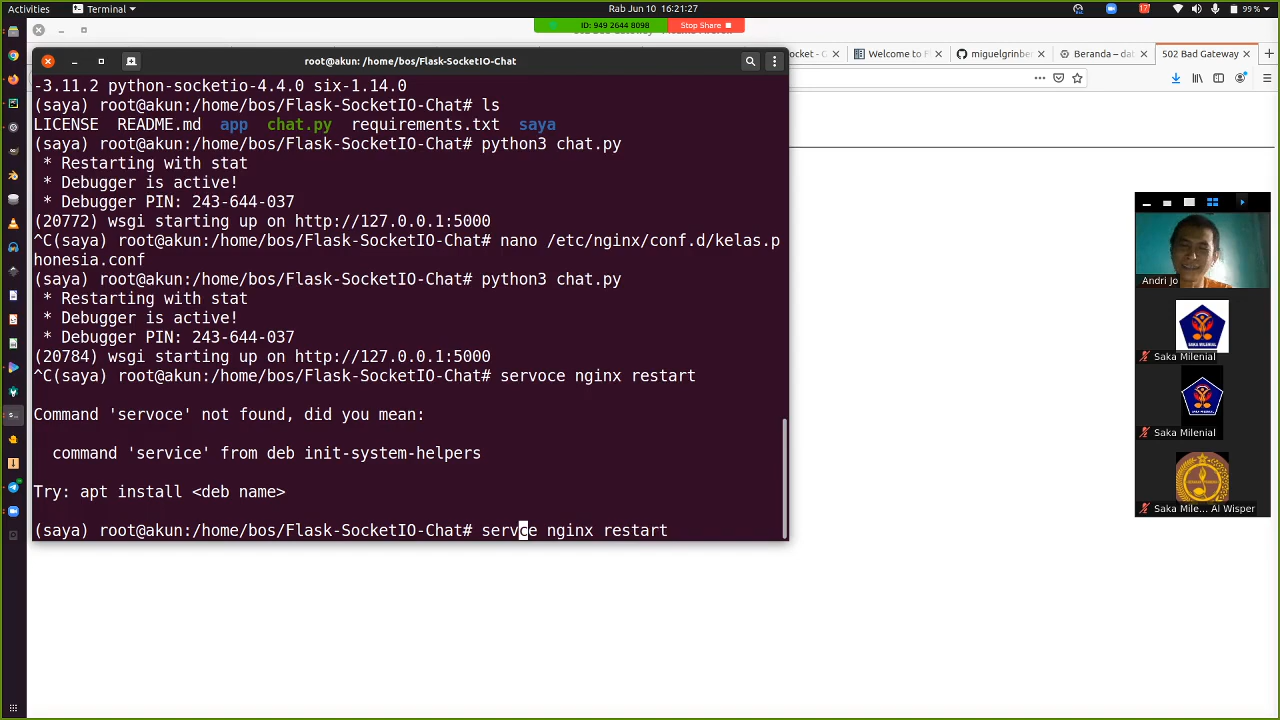 Activities
Terminal
Rab Jun 10 16:21:27
17
99 %
ID: 949 2644 8098
Stop Share
root@akun: /home/bos/Flask-SocketIO-Chat
ocket - G
Welcome to Fl
miguelgrinber
Beranda – dat
502 Bad Gateway
-3.11.2 python-socketio-4.4.0 six-1.14.0
(saya) root@akun:/home/bos/Flask-SocketIO-Chat# ls
LICENSE README.md app chat.py requirements.txt saya
(saya) root@akun:/home/bos/Flask-SocketIO-Chat# python3 chat.py
* Restarting with stat
* Debugger is active!
* Debugger PIN: 243-644-037
(20772) wsgi starting up on http://127.0.0.1:5000
^C(saya) root@akun:/home/bos/Flask-SocketIO-Chat# nano /etc/nginx/conf.d/kelas.p
honesia.conf
(saya) root@akun:/home/bos/Flask-SocketIO-Chat# python3 chat.py
* Restarting with stat
* Debugger is active!
* Debugger PIN: 243-644-037
(20784) wsgi starting up on http://127.0.0.1:5000
^C(saya) root@akun:/home/bos/Flask-SocketIO-Chat# servoce nginx restart
Command 'servoce' not found, did you mean:
command 'service' from deb init-system-helpers
Try: apt install <deb name>
(saya) root@akun:/home/bos/Flask-SocketIO-Chat# servce nginx restart
Andri Jo
SAKA MILENIAL
Saka Milenial
Saka Milenial
Saka Mile... Al Wisper